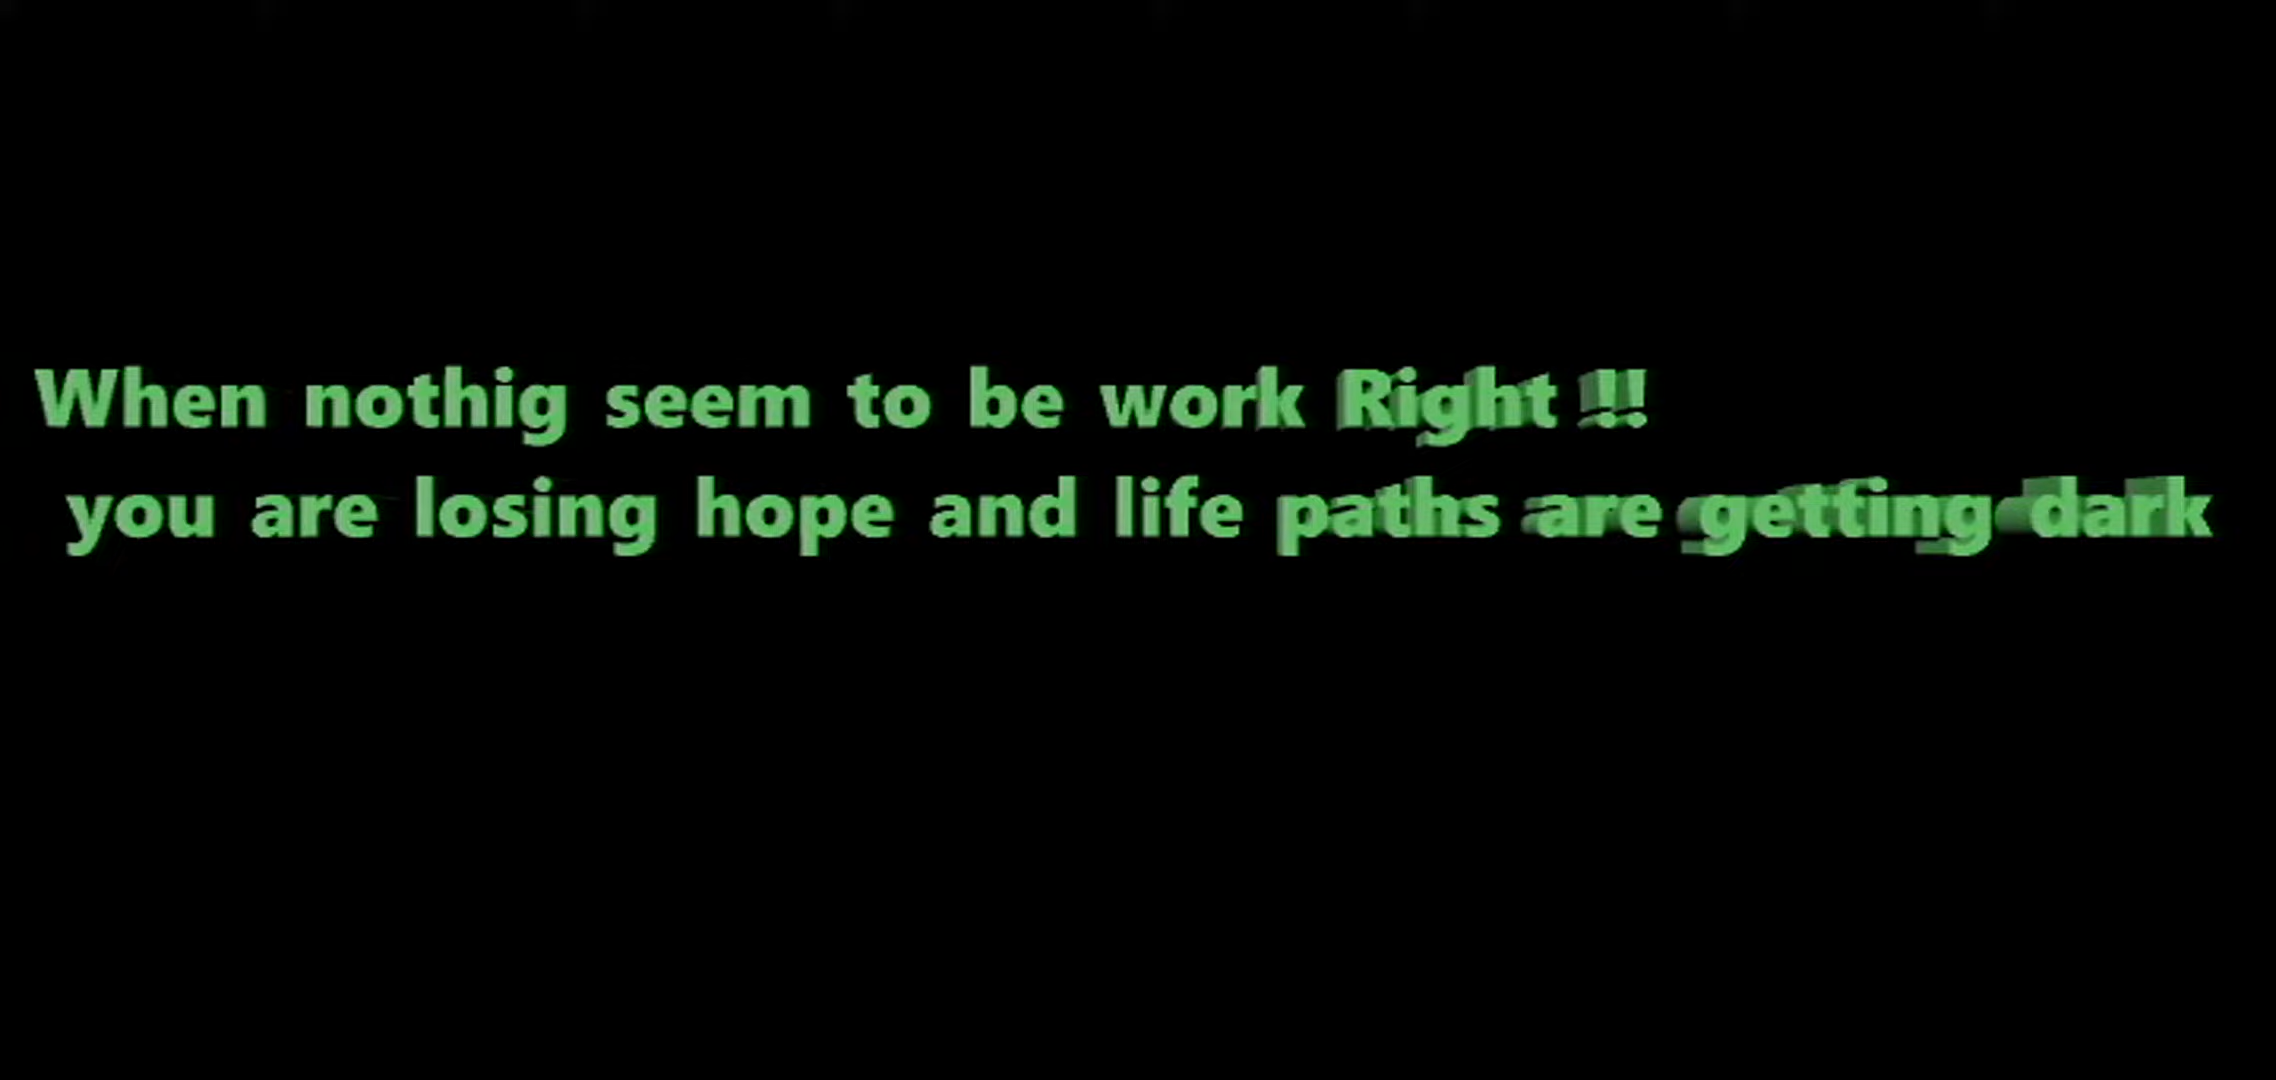 When nothig seem to be work Right !!
you are losing hope and life paths are getting dark